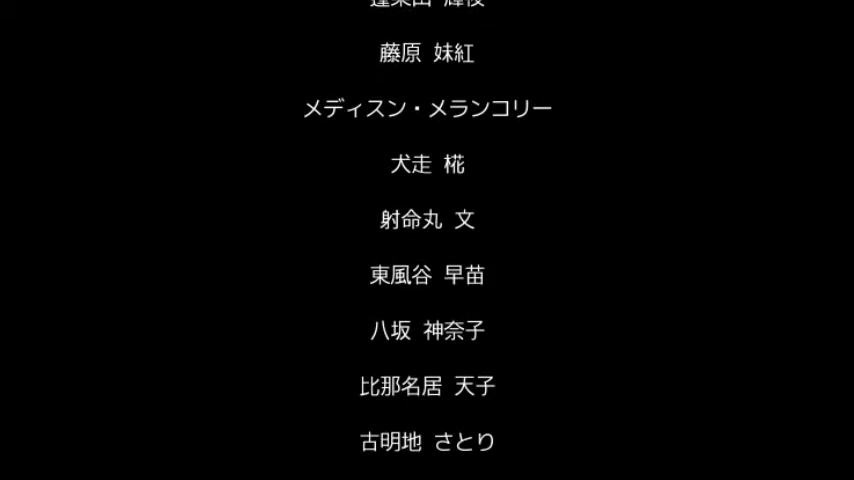 藤原 妹紅
メディスン・メランコリー
犬走 椛
射命丸 文
東風谷 早苗
八坂 神奈子
比那名居 天子
古明地 さとり